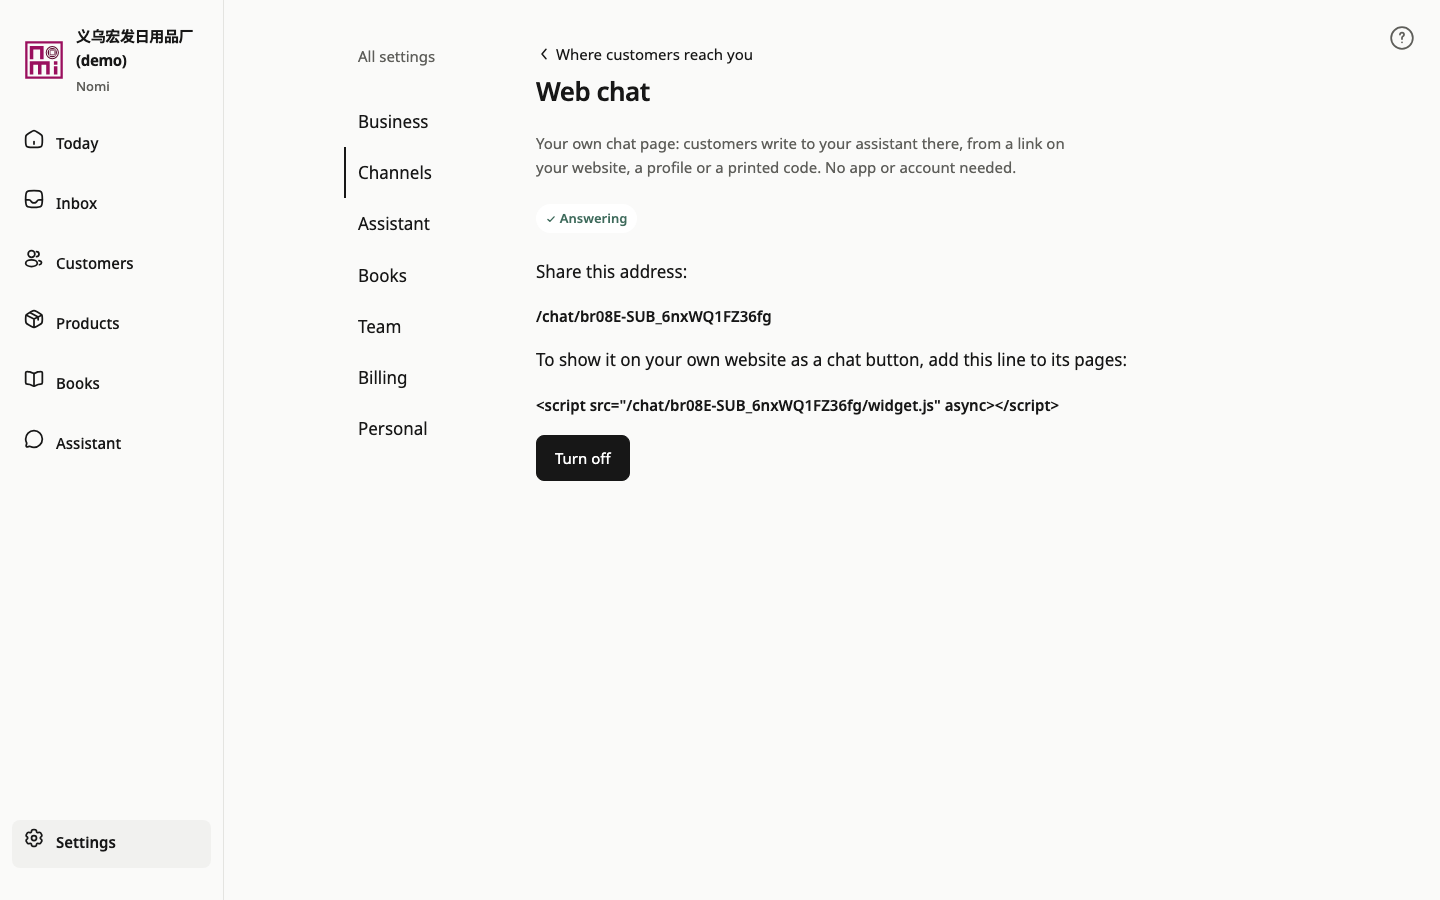 义乌宏发日用品厂
(demo)
Nomi
Today
Inbox
Customers
Products
Books
Assistant
Settings
All settings
Business
Channels
Assistant
Books
Team
Billing
Personal
Where customers reach you
Web chat
Your own chat page: customers write to your assistant there, from a link on
your website, a profile or a printed code. No app or account needed.
Answering
Share this address:
/chat/br08E-SUB_6nxWQ1FZ36fg
To show it on your own website as a chat button, add this line to its pages:
<script src="/chat/br08E-SUB_6nxWQ1FZ36fg/widget.js" async></script>
Turn off
?